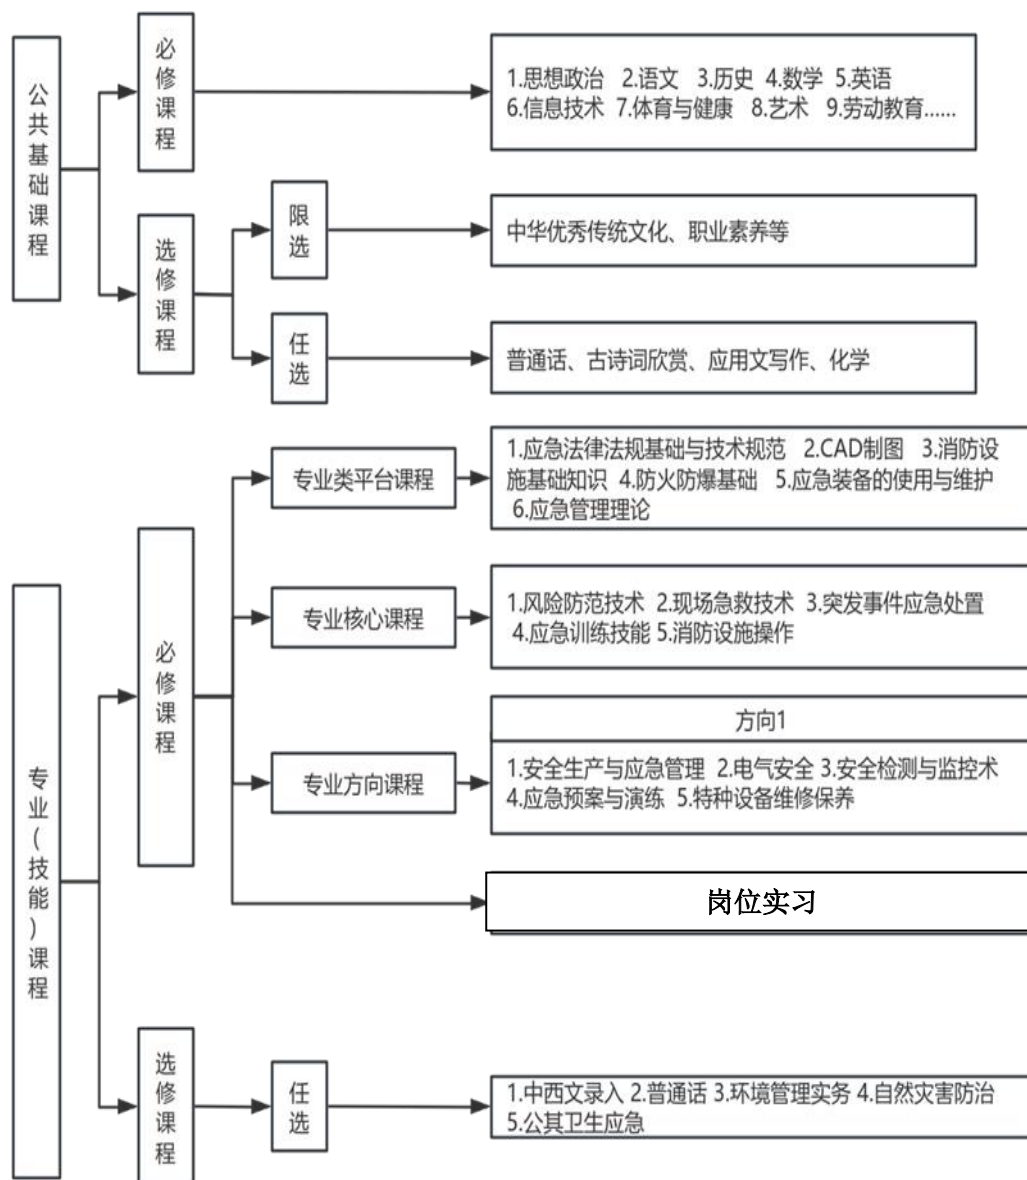 公共基础课程
必修课程
1.思想政治 2.语文 3.历史 4.数学 5.英语
6.信息技术 7.体育与健康 8.艺术 9.劳动教育……
选修课程
限选
中华优秀传统文化、职业素养等
任选
普通话、古诗词欣赏、应用文写作、化学
专业(技能)课程
必修课程
专业类平台课程
1.应急法律法规基础与技术规范 2.CAD制图 3.消防设
施基础知识 4.防火防爆基础 5.应急装备的使用与维护
6.应急管理理论
专业核心课程
1.风险防范技术 2.现场急救技术 3.突发事件应急处置
4.应急训练技能 5.消防设施操作
专业方向课程
方向1
1.安全生产与应急管理 2.电气安全 3.安全检测与监控术
4.应急预案与演练 5.特种设备维修保养
岗位实习
选修课程
任选
1.中西文录入 2.普通话 3.环境管理实务 4.自然灾害防治
5.公其卫生应急